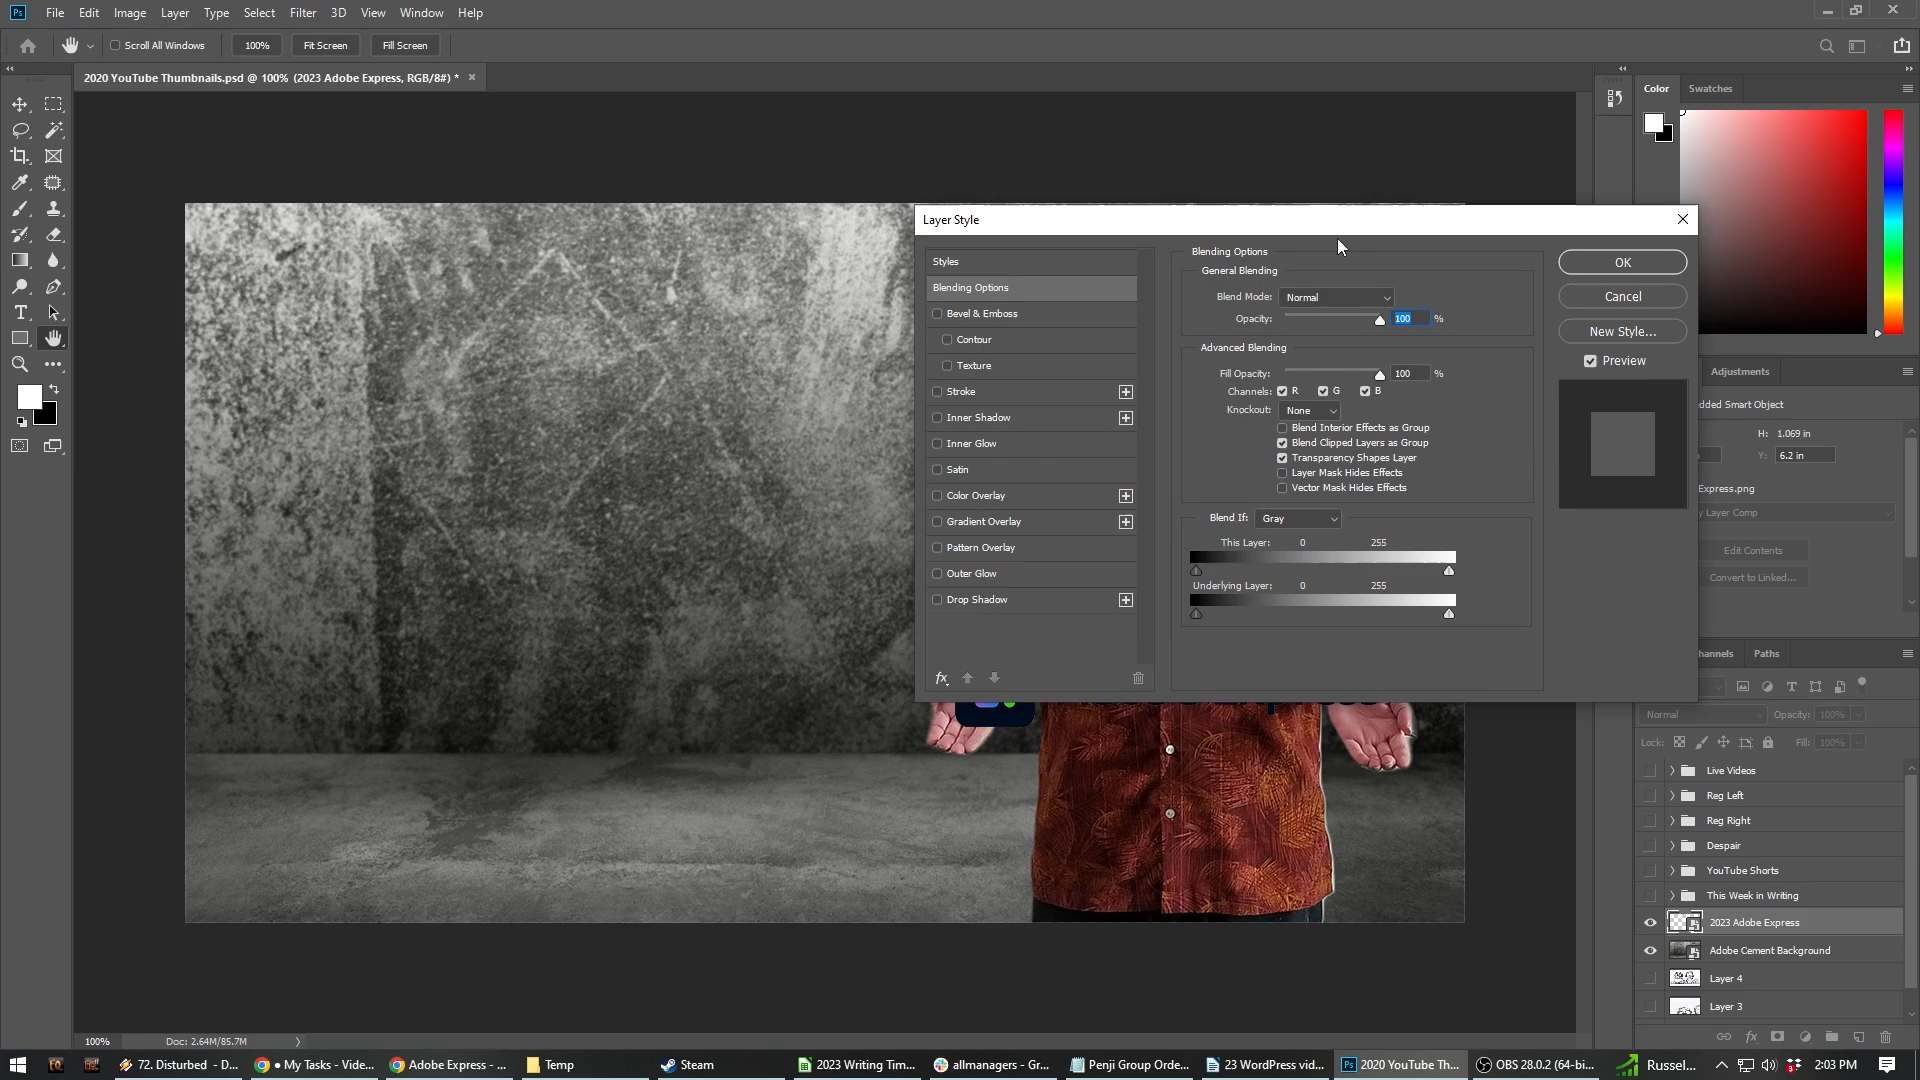 Ps File Edit Image Layer Type Select Filter 3D View Window Help
Scroll All Windows 100% Fit Screen Fill Screen
2020 YouTube Thumbnails.psd @ 100% (2023 Adobe Express, RGB/8#) * ×
Color Swatches
Layer Style
Styles
Blending Options
Bevel & Emboss
Contour
Texture
Stroke
Inner Shadow
Inner Glow
Satin
Color Overlay
Gradient Overlay
Pattern Overlay
Outer Glow
Drop Shadow
fx
Blending Options
General Blending
Blend Mode: Normal
Opacity: 100 %
Advanced Blending
Fill Opacity: 100 %
Channels: R G B
Knockout: None
Blend Interior Effects as Group
Blend Clipped Layers as Group
Transparency Shapes Layer
Layer Mask Hides Effects
Vector Mask Hides Effects
Blend If: Gray
This Layer: 0 255
Underlying Layer: 0 255
OK
Cancel
New Style...
Preview
Adjustments
dded Smart Object
H: 1.069 in
Y: 6.2 in
Express.png
y Layer Comp
Edit Contents
Convert to Linked...
hannels Paths
Normal Opacity: 100%
Lock: Fill: 100%
Live Videos
Reg Left
Reg Right
Despair
YouTube Shorts
This Week in Writing
2023 Adobe Express
Adobe Cement Background
Layer 4
Layer 3
fx
100% Doc: 2.64M/85.7M
72. Disturbed - D... ● My Tasks - Vide... Adobe Express - ... Temp Steam 2023 Writing Tim... allmanagers - Gr... Penji Group Orde... 23 WordPress vid... Ps 2020 YouTube Th... OBS 28.0.2 (64-bi... Russel... 2:03 PM